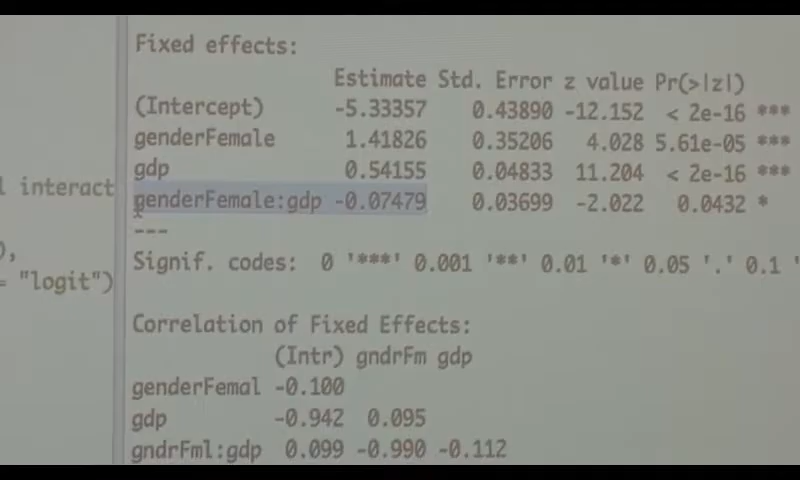 Fixed effects:
Estimate Std. Error z value Pr(>|z|)
(Intercept) -5.33357 0.43890 -12.152 < 2e-16 ***
genderFemale 1.41826 0.35206 4.028 5.61e-05 ***
gdp 0.54155 0.04833 11.204 < 2e-16 ***
l interact
genderFemale:gdp -0.07479 0.03699 -2.022 0.0432 *
---
),
Signif. codes: 0 '***' 0.001 '**' 0.01 '*' 0.05 '.' 0.1 '
= "logit")
Correlation of Fixed Effects:
(Intr) gndrFm gdp
genderFemal -0.100
gdp -0.942 0.095
gndrFml:gdp 0.099 -0.990 -0.112